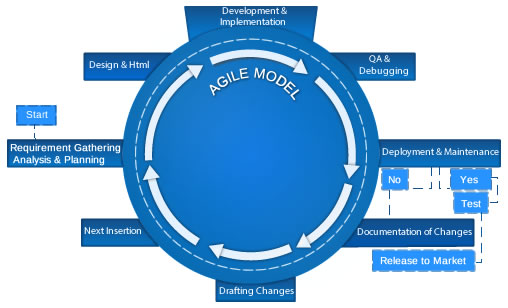 Development &
Implementation
Design & Html
QA &
Debugging
AGILE MODEL
Start
Requirement Gathering
Analysis & Planning
Deployment & Maintenance
No
Yes
Test
Next Insertion
Documentation of Changes
Release to Market
Drafting Changes